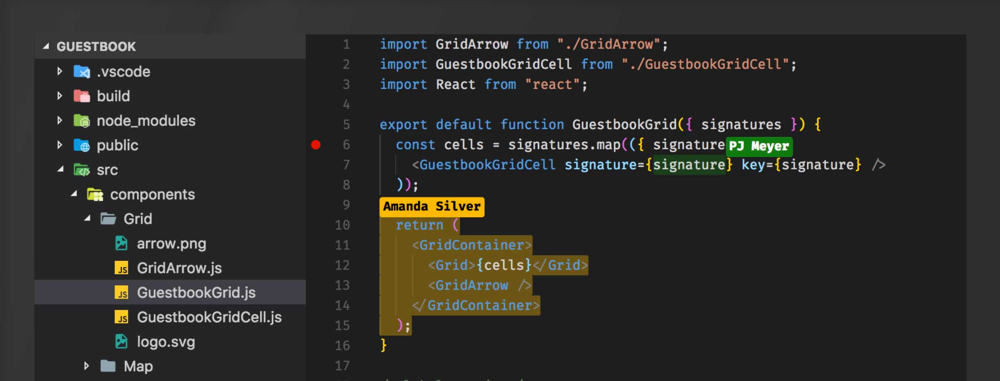 GUESTBOOK
.vscode
build
node_modules
public
src
components
Grid
arrow.png
GridArrow.js
GuestbookGrid.js
GuestbookGridCell.js
logo.svg
Map
1 import GridArrow from "./GridArrow";
2 import GuestbookGridCell from "./GuestbookGridCell";
3 import React from "react";
4
5 export default function GuestbookGrid({ signatures }) {
6 const cells = signatures.map(({ signature PJ Meyer
7 <GuestbookGridCell signature={signature} key={signature} />
8 ));
9 Amanda Silver
10 return (
11 <GridContainer>
12 <Grid>{cells}</Grid>
13 <GridArrow />
14 </GridContainer>
15 );
16 }
17